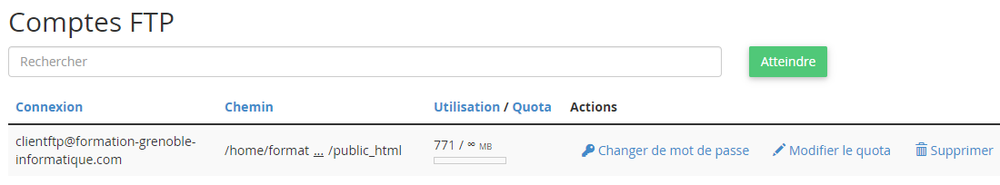 Comptes FTP
Rechercher
Atteindre
Connexion Chemin Utilisation / Quota Actions
clientftp@formation-grenoble-
informatique.com
/home/format ... /public_html
771 / ∞ MB
Changer de mot de passe Modifier le quota Supprimer